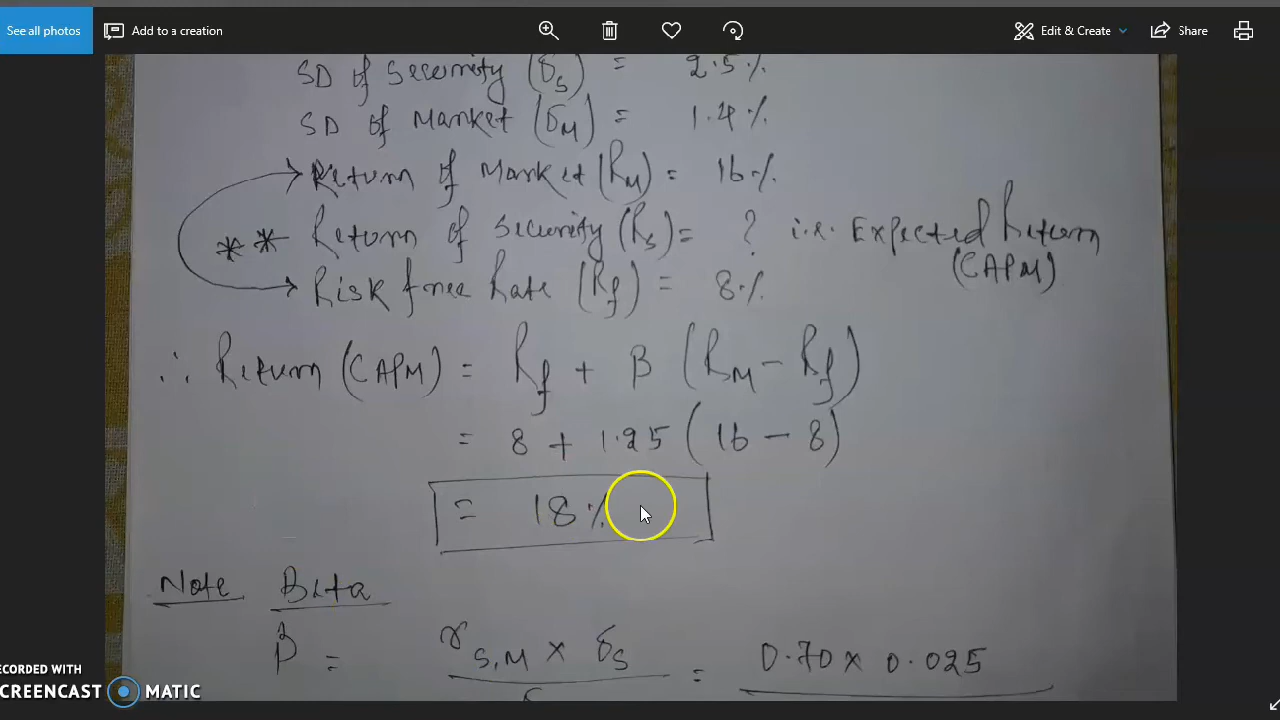 See all photos Add to a creation Edit & Create Share
SD of Security (σs) = 2.5%
SD of Market (σM) = 1.4%
Return of Market (RM) = 16%
** Return of Security (Rs) = ? i.e. Expected Return
(CAPM)
Risk free Rate (Rf) = 8%
∴ Return (CAPM) = Rf + β (RM - Rf)
= 8 + 1.25 (16 - 8)
= 18%
Note Beta
β = rS,M × σs = 0.70 × 0.025
RECORDED WITH
SCREENCAST MATIC